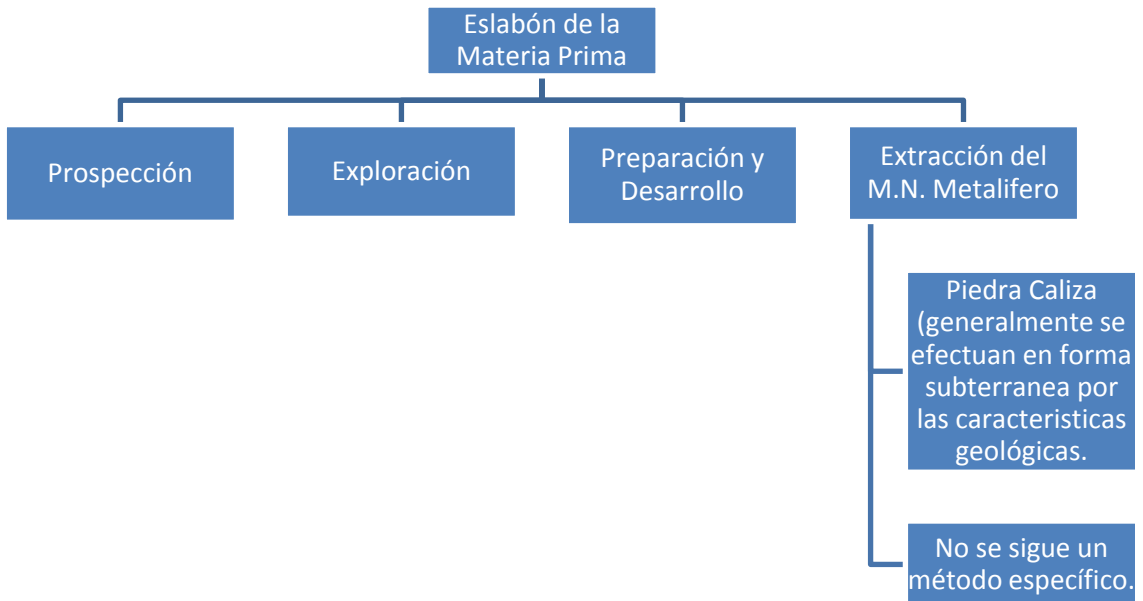 Eslabón de la
Materia Prima
Prospección
Exploración
Preparación y
Desarrollo
Extracción del
M.N. Metalifero
Piedra Caliza
(generalmente se
efectuan en forma
subterranea por
las caracteristicas
geológicas.
No se sigue un
método específico.